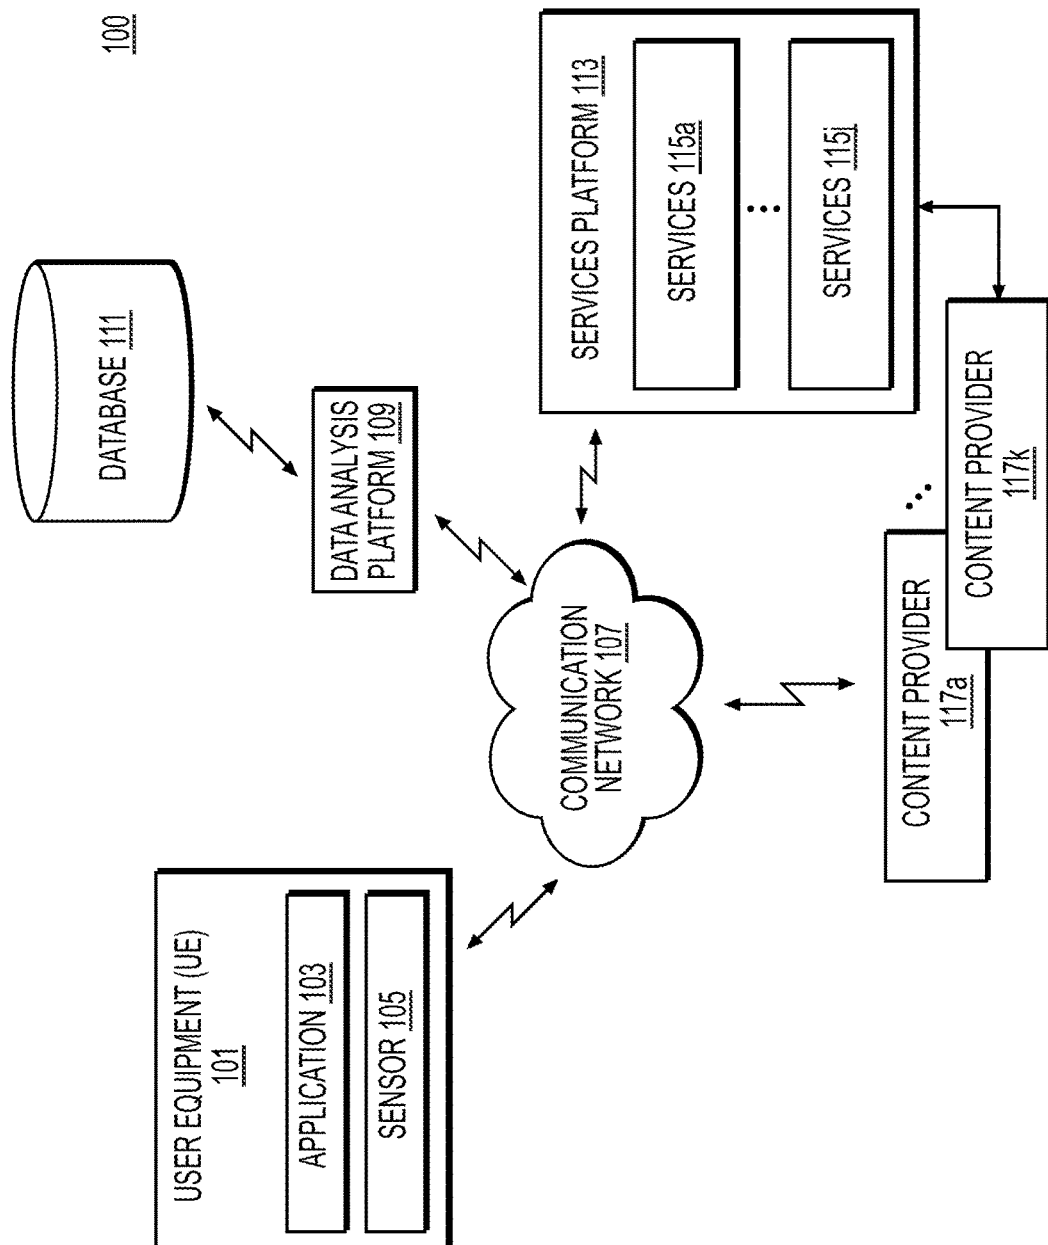 100
USER EQUIPMENT (UE)
101
APPLICATION 103
SENSOR 105
DATABASE 111
DATA ANALYSIS
PLATFORM 109
COMMUNICATION
NETWORK 107
SERVICES PLATFORM 113
SERVICES 115a
SERVICES 115j
CONTENT PROVIDER
117a
CONTENT PROVIDER
117k